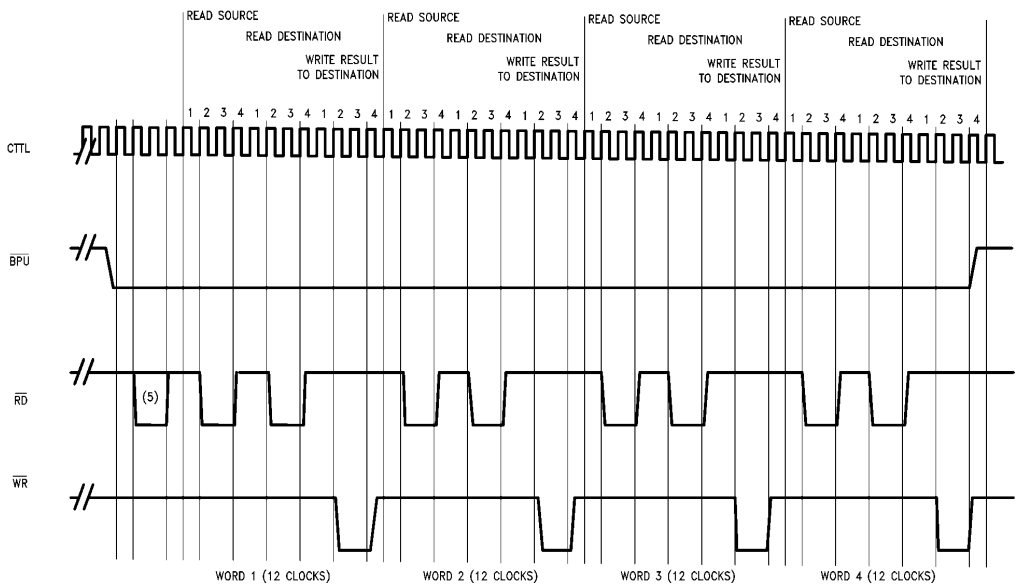 READ SOURCE READ SOURCE READ SOURCE READ SOURCE
READ DESTINATION READ DESTINATION READ DESTINATION READ DESTINATION
WRITE RESULT WRITE RESULT WRITE RESULT WRITE RESULT
TO DESTINATION TO DESTINATION TO DESTINATION TO DESTINATION
1 2 3 4 1 2 3 4 1 2 3 4 1 2 3 4 1 2 3 4 1 2 3 4 1 2 3 4 1 2 3 4 1 2 3 4 1 2 3 4 1 2 3 4 1 2 3 4
CTTL
BPU
RD (5)
WR
WORD 1 (12 CLOCKS) WORD 2 (12 CLOCKS) WORD 3 (12 CLOCKS) WORD 4 (12 CLOCKS)